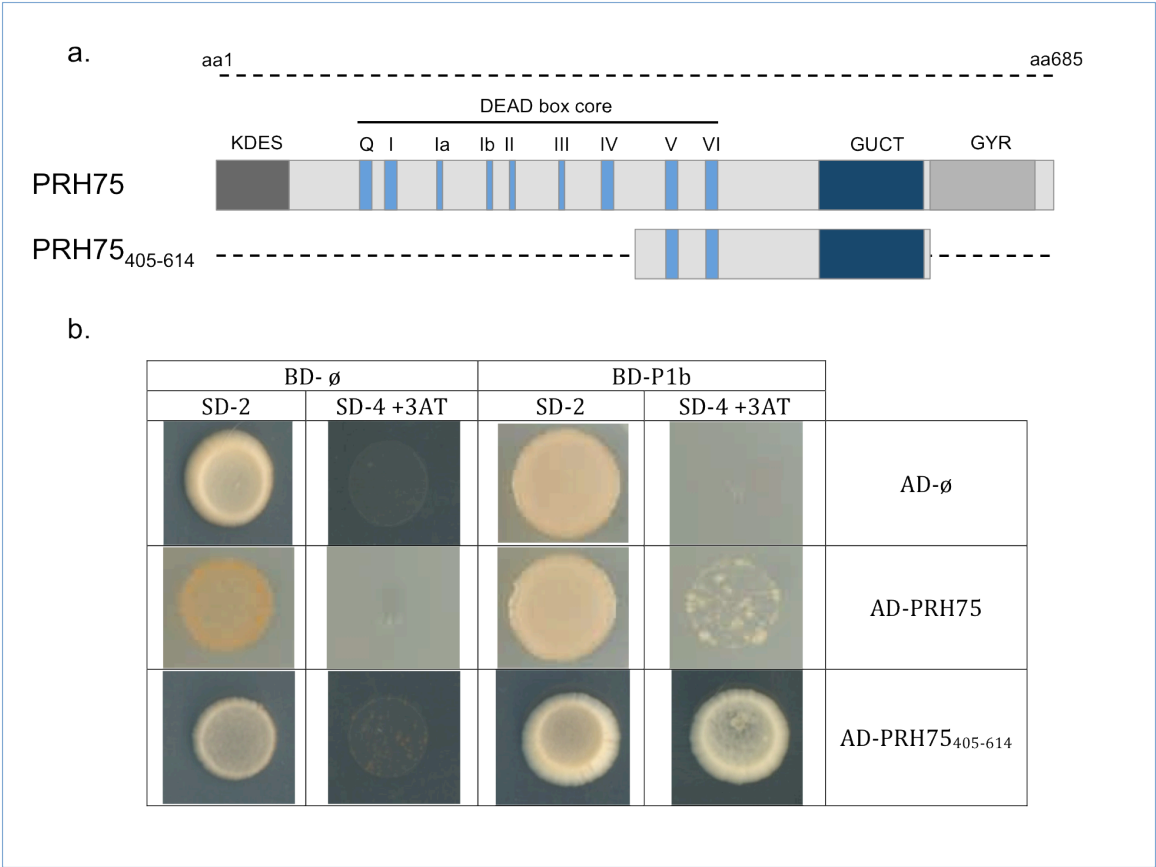 a.
aa1 aa685
DEAD box core
KDES Q I Ia Ib II III IV V VI GUCT GYR
PRH75
PRH75405-614
b.
BD- ø BD-P1b
SD-2 SD-4 +3AT SD-2 SD-4 +3AT
AD-ø
AD-PRH75
AD-PRH75405-614